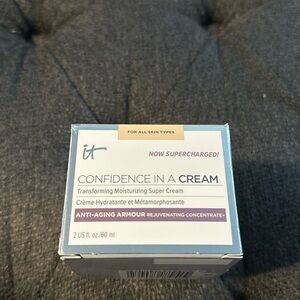 FOR ALL SKIN TYPES
it
NOW SUPERCHARGED!
CONFIDENCE IN A CREAM
Transforming Moisturizing Super Cream
Crème Hydratante et Métamorphosante
ANTI-AGING ARMOUR REJUVENATING CONCENTRATE+
2 US fl. oz./60 ml